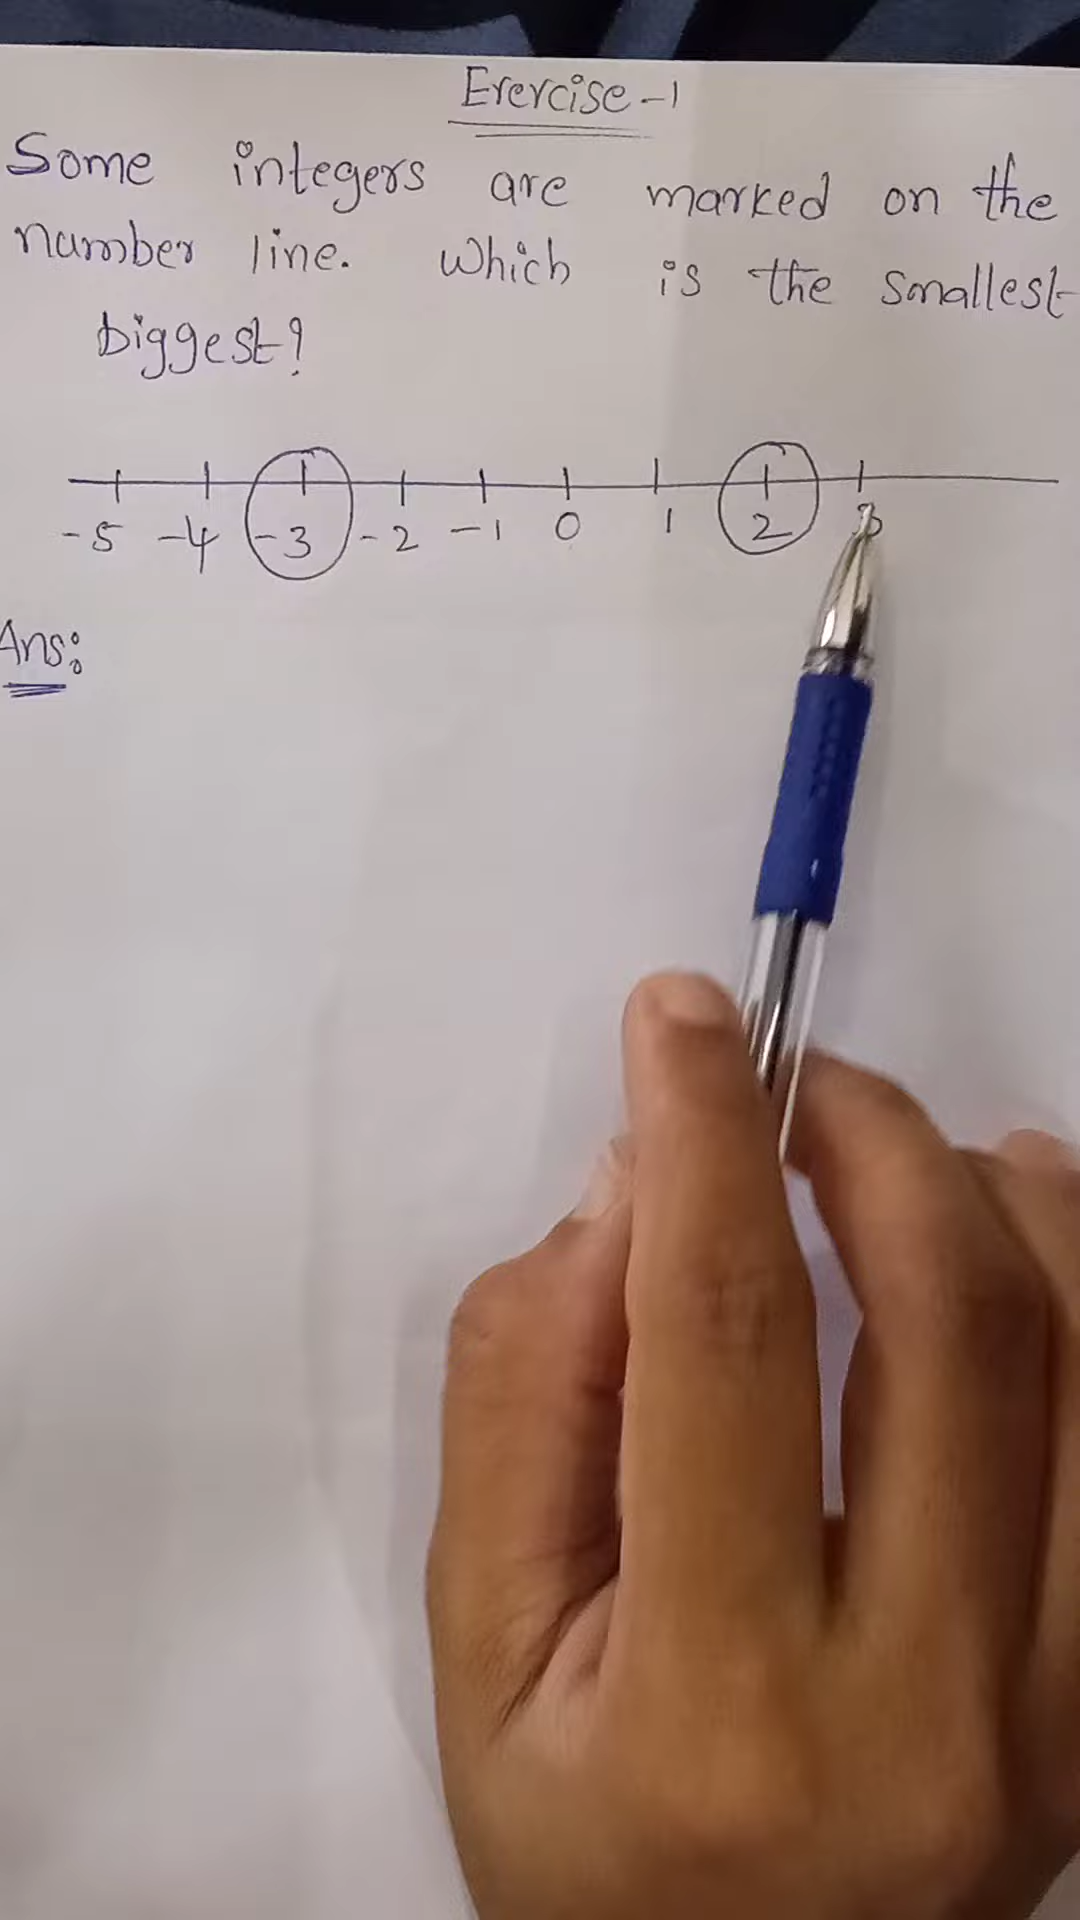 Exercise-1
Some integers are marked on the
number line. Which is the smallest
biggest?
-5 -4 -3 -2 -1 0 1 2 3
Ans: